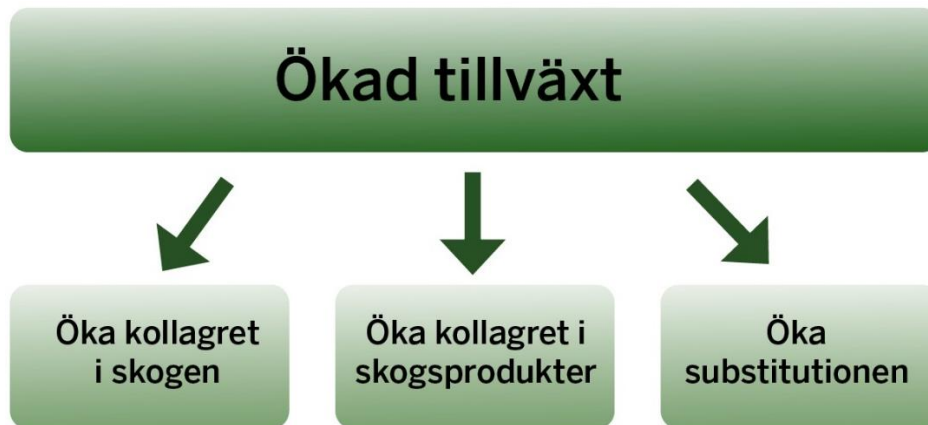 Ökad tillväxt
Öka kollagret
i skogen
Öka kollagret i
skogsprodukter
Öka
substitutionen